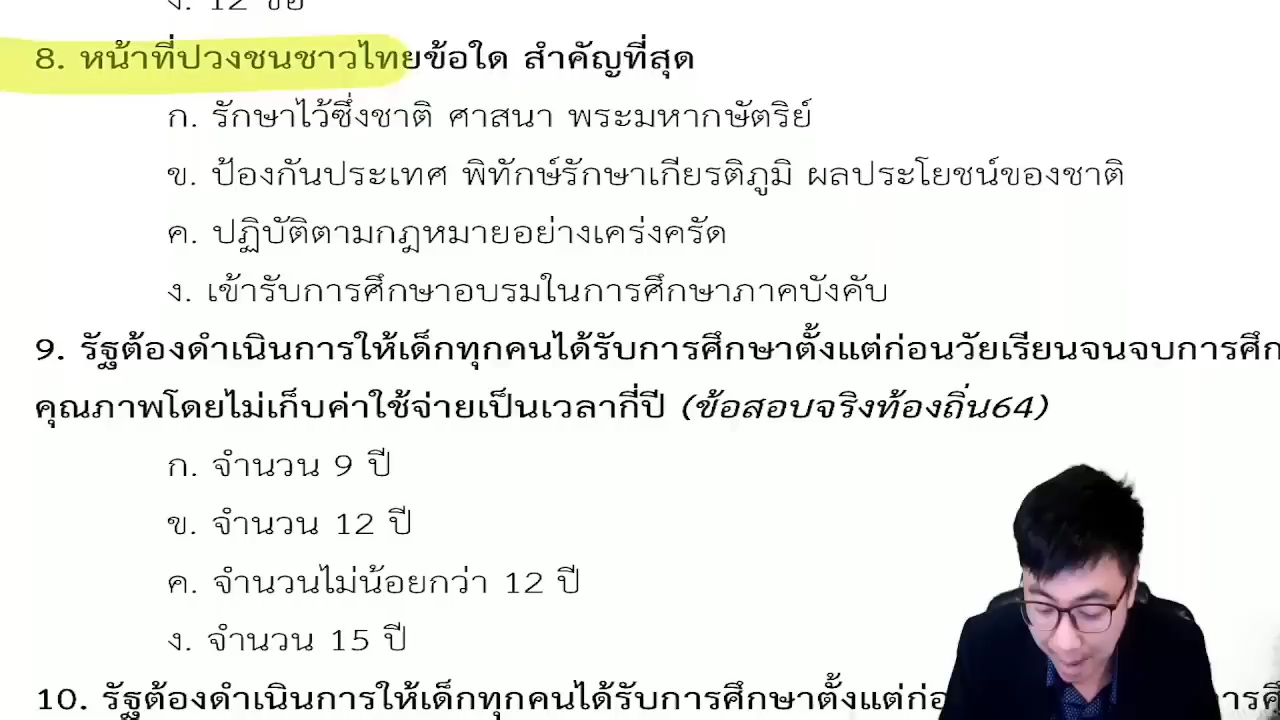 ง. 12 ข้อ
8. หน้าที่ปวงชนชาวไทยข้อใด สำคัญที่สุด
ก. รักษาไว้ซึ่งชาติ ศาสนา พระมหากษัตริย์
ข. ป้องกันประเทศ พิทักษ์รักษาเกียรติภูมิ ผลประโยชน์ของชาติ
ค. ปฏิบัติตามกฎหมายอย่างเคร่งครัด
ง. เข้ารับการศึกษาอบรมในการศึกษาภาคบังคับ
9. รัฐต้องดำเนินการให้เด็กทุกคนได้รับการศึกษาตั้งแต่ก่อนวัยเรียนจนจบการศึก
คุณภาพโดยไม่เก็บค่าใช้จ่ายเป็นเวลากี่ปี (ข้อสอบจริงท้องถิ่น64)
ก. จำนวน 9 ปี
ข. จำนวน 12 ปี
ค. จำนวนไม่น้อยกว่า 12 ปี
ง. จำนวน 15 ปี
10. รัฐต้องดำเนินการให้เด็กทุกคนได้รับการศึกษาตั้งแต่ก่อ